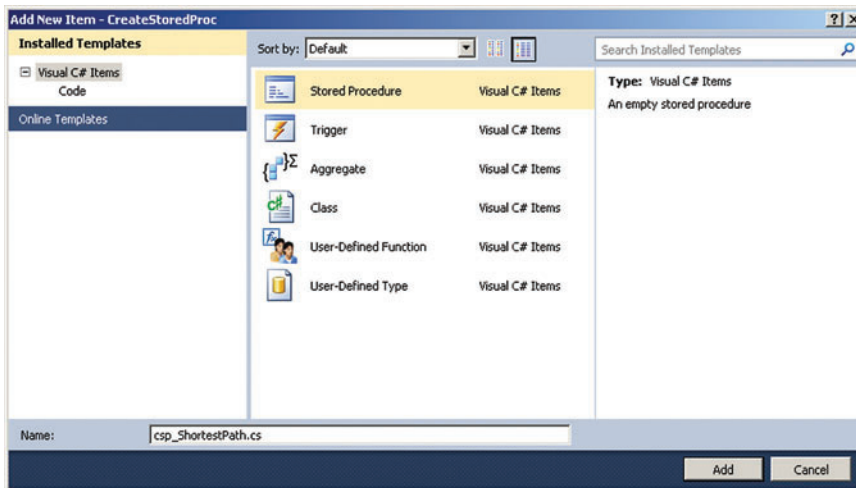 Add New Item - CreateStoredProc
Installed Templates
Visual C# Items
Code
Online Templates
Sort by: Default
Search Installed Templates
Stored Procedure Visual C# Items
Trigger Visual C# Items
Aggregate Visual C# Items
Class Visual C# Items
User-Defined Function Visual C# Items
User-Defined Type Visual C# Items
Type: Visual C# Items
An empty stored procedure
Name: csp_ShortestPath.cs
Add Cancel